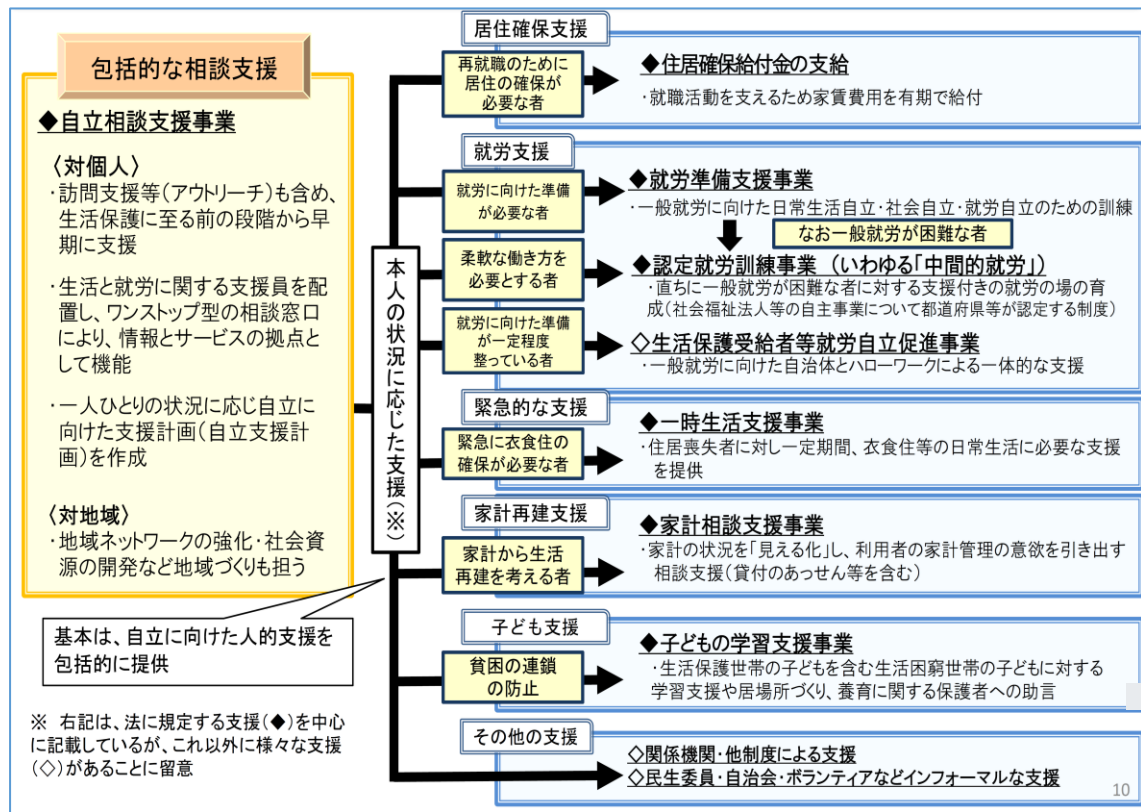 包括的な相談支援
◆自立相談支援事業
〈対個人〉
・訪問支援等(アウトリーチ)も含め、
生活保護に至る前の段階から早
期に支援
・生活と就労に関する支援員を配
置し、ワンストップ型の相談窓口
により、情報とサービスの拠点と
して機能
・一人ひとりの状況に応じ自立に
向けた支援計画(自立支援計
画)を作成
〈対地域〉
・地域ネットワークの強化・社会資
源の開発など地域づくりも担う
基本は、自立に向けた人的支援を
包括的に提供
※ 右記は、法に規定する支援(◆)を中心
に記載しているが、これ以外に様々な支援
(◇)があることに留意
本人の状況に応じた支援(※)
居住確保支援
再就職のために
居住の確保が
必要な者
◆住居確保給付金の支給
・就職活動を支えるため家賃費用を有期で給付
就労支援
就労に向けた準備
が必要な者
◆就労準備支援事業
・一般就労に向けた日常生活自立・社会自立・就労自立のための訓練
なお一般就労が困難な者
柔軟な働き方を
必要とする者
◆認定就労訓練事業 (いわゆる「中間的就労」)
・直ちに一般就労が困難な者に対する支援付きの就労の場の育
成(社会福祉法人等の自主事業について都道府県等が認定する制度)
就労に向けた準備
が一定程度
整っている者
◇生活保護受給者等就労自立促進事業
・一般就労に向けた自治体とハローワークによる一体的な支援
緊急的な支援
緊急に衣食住の
確保が必要な者
◆一時生活支援事業
・住居喪失者に対し一定期間、衣食住等の日常生活に必要な支援
を提供
家計再建支援
家計から生活
再建を考える者
◆家計相談支援事業
・家計の状況を「見える化」し、利用者の家計管理の意欲を引き出す
相談支援(貸付のあっせん等を含む)
子ども支援
貧困の連鎖
の防止
◆子どもの学習支援事業
・生活保護世帯の子どもを含む生活困窮世帯の子どもに対する
学習支援や居場所づくり、養育に関する保護者への助言
その他の支援
◇関係機関・他制度による支援
◇民生委員・自治会・ボランティアなどインフォーマルな支援
10